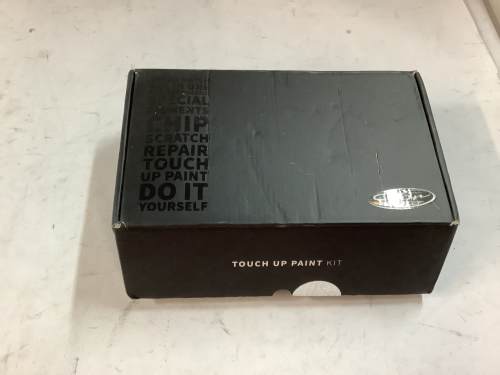 SPECIAL
CHIP
SCRATCH
REPAIR
TOUCH
UP PAINT
DO IT
YOURSELF
TOUCH UP PAINT KIT